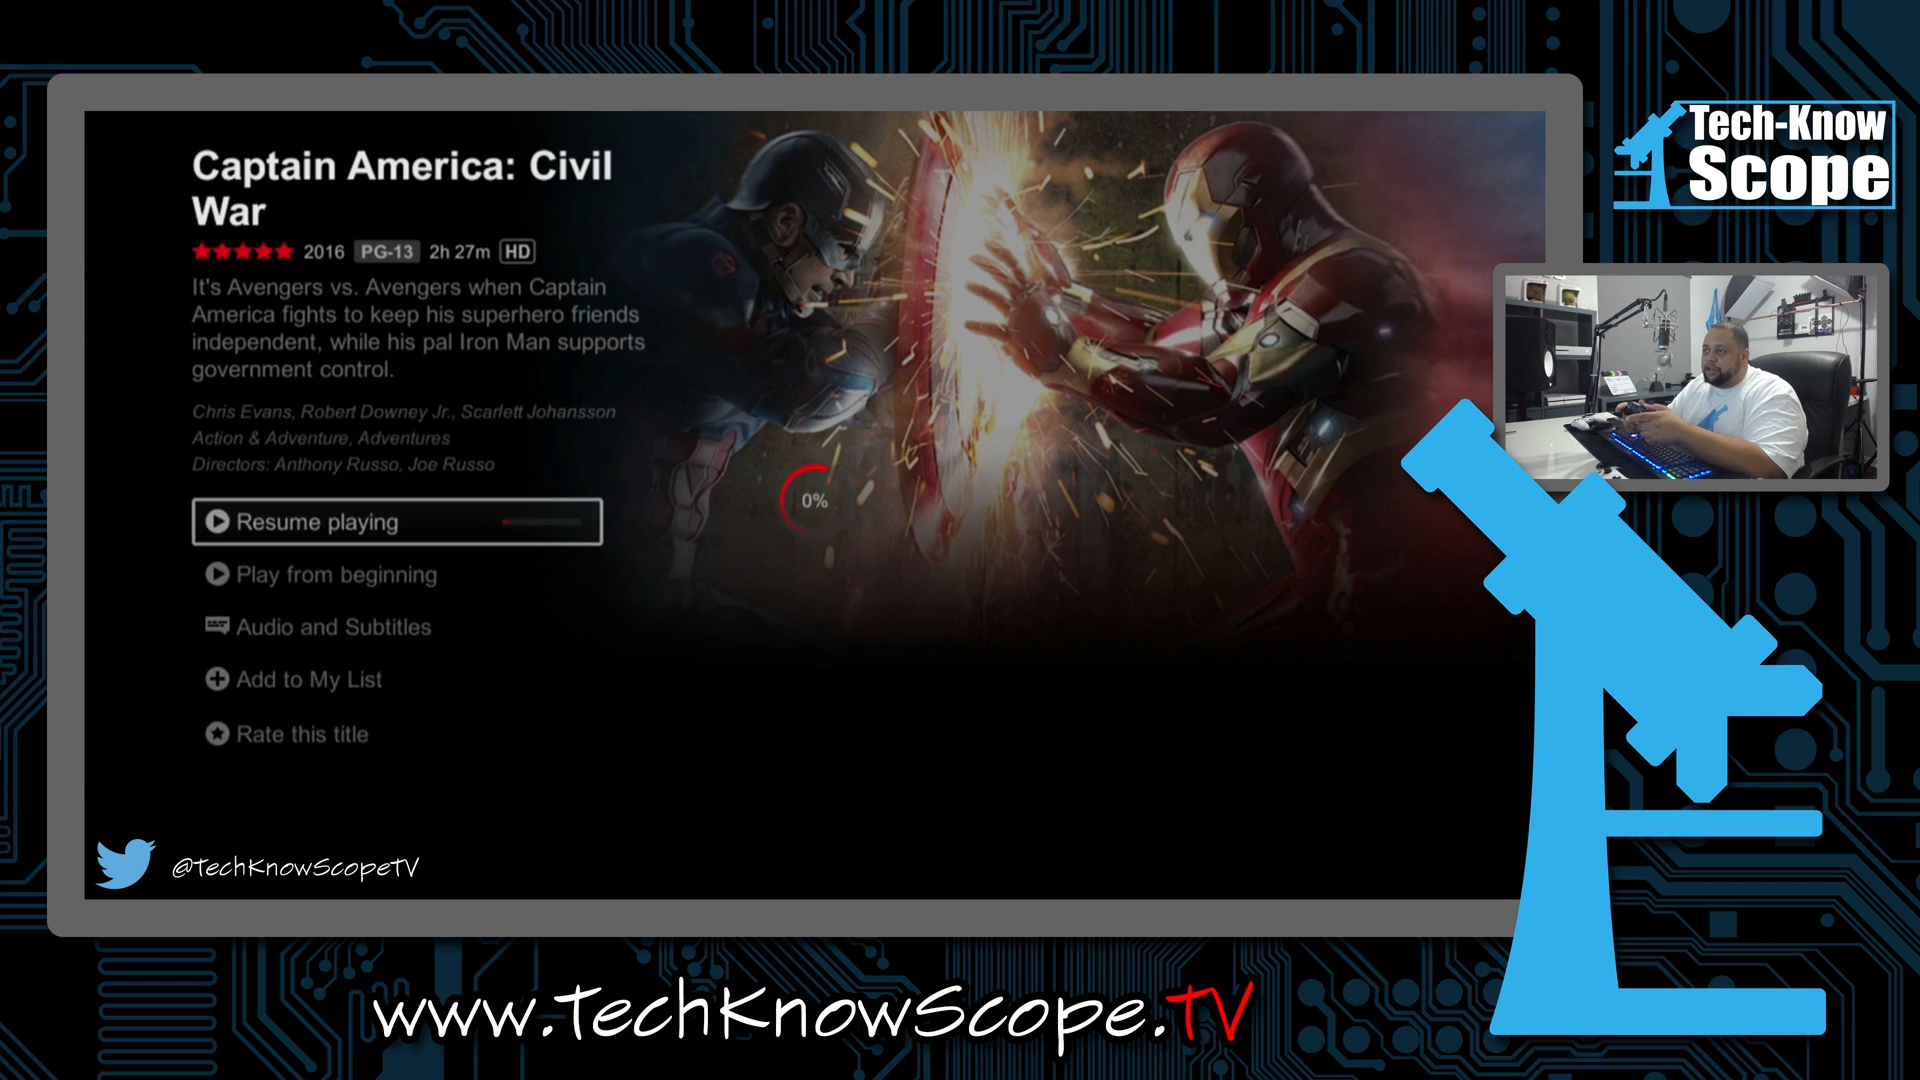 Tech-Know
Scope
Captain America: Civil
War
2016 PG-13 2h 27m HD
It's Avengers vs. Avengers when Captain
America fights to keep his superhero friends
independent, while his pal Iron Man supports
government control.
Chris Evans, Robert Downey Jr., Scarlett Johansson
Action & Adventure, Adventures
Directors: Anthony Russo, Joe Russo
0%
Resume playing
Play from beginning
Audio and Subtitles
Add to My List
Rate this title
@TechKnowScopeTV
www.TechKnowScope.TV